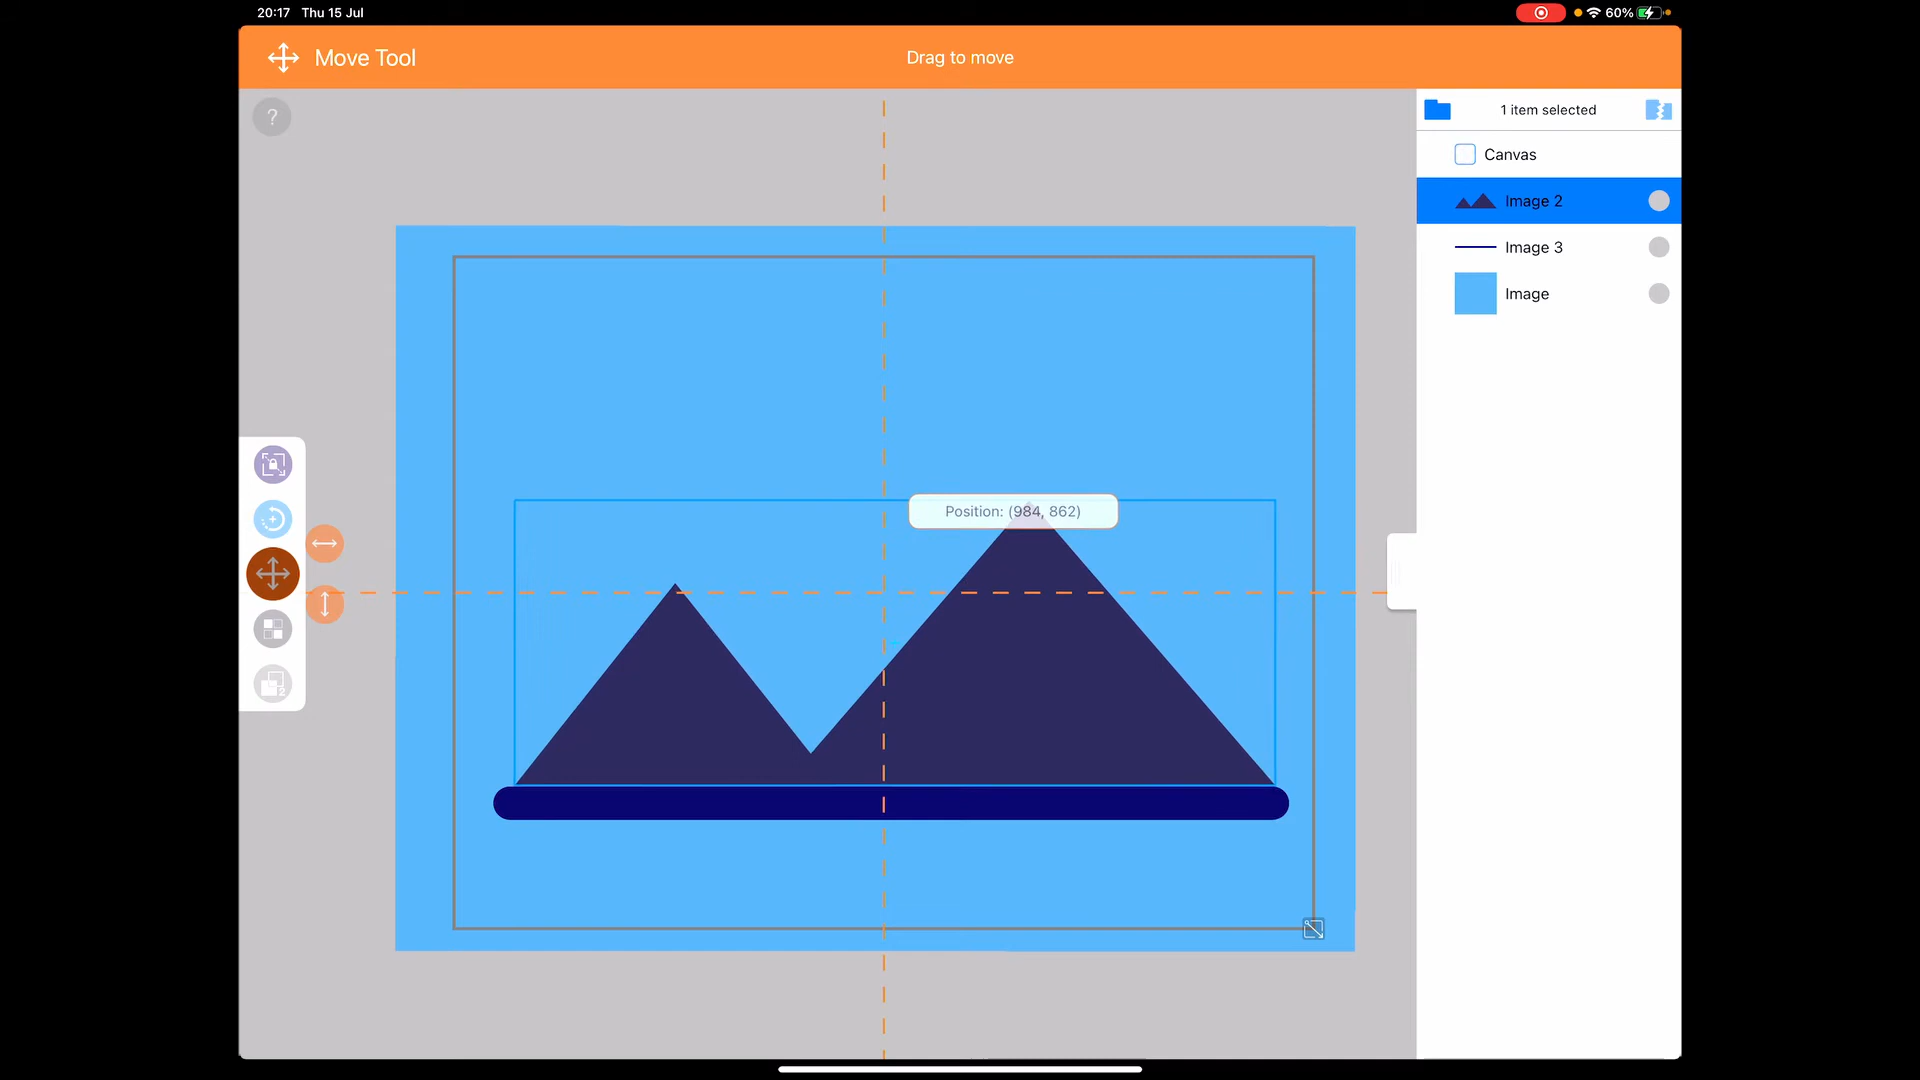 20:17 Thu 15 Jul
60%
Move Tool
Drag to move
?
1 item selected
Canvas
Image 2
Image 3
Image
Position: (984, 862)
2